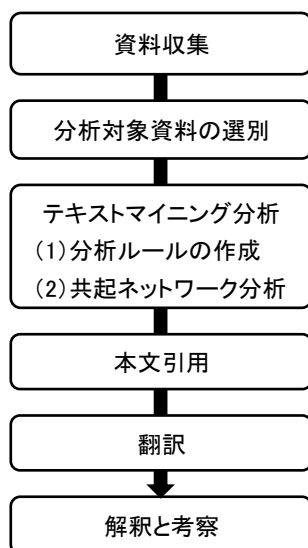 資料収集
分析対象資料の選別
テキストマイニング分析
(1)分析ルールの作成
(2)共起ネットワーク分析
本文引用
翻訳
解釈と考察